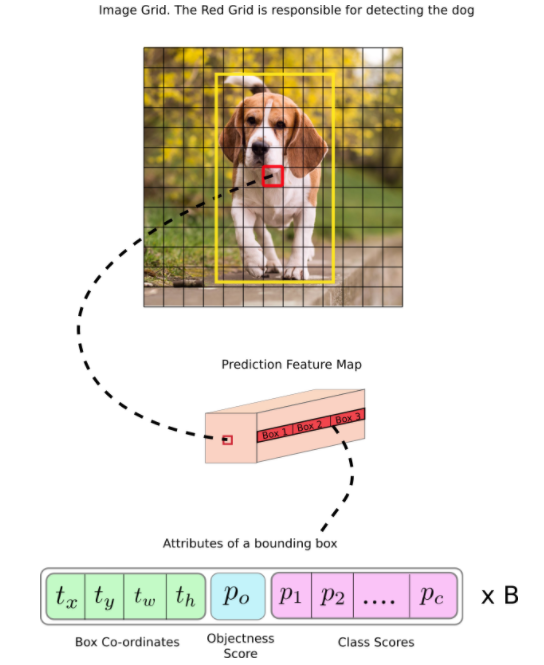 Image Grid. The Red Grid is responsible for detecting the dog
Prediction Feature Map
Box 1 Box 2 Box 3
Attributes of a bounding box
tx ty tw th po p1 p2 .... pc x B
Box Co-ordinates Objectness Score Class Scores